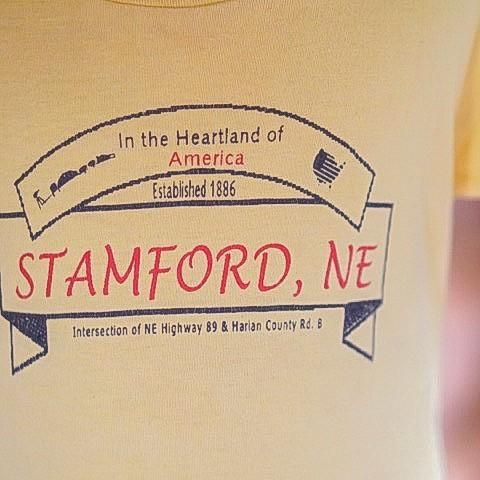 In the Heartland of
America
Established 1886
STAMFORD, NE
Intersection of NE Highway 89 & Harlan County Rd. B